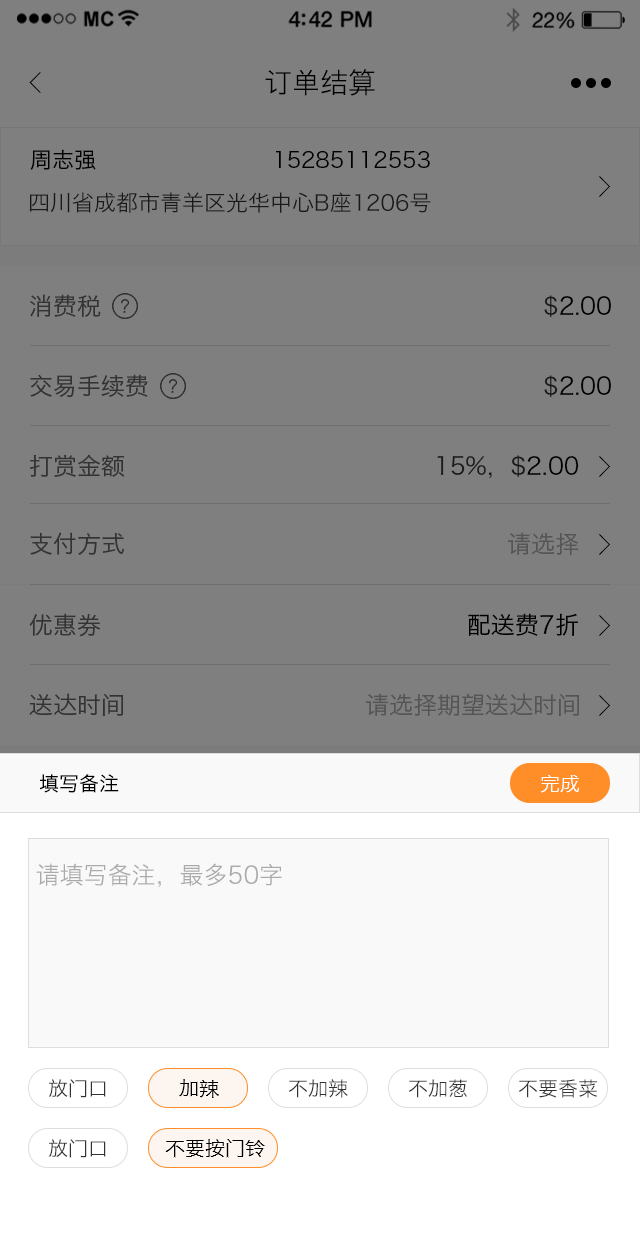 MC 4:42 PM 22%
订单结算
周志强 15285112553
四川省成都市青羊区光华中心B座1206号
消费税 ? $2.00
交易手续费 ? $2.00
打赏金额 15%，$2.00
支付方式 请选择
优惠券 配送费7折
送达时间 请选择期望送达时间
填写备注 完成
请填写备注，最多50字
放门口 加辣 不加辣 不加葱 不要香菜
放门口 不要按门铃